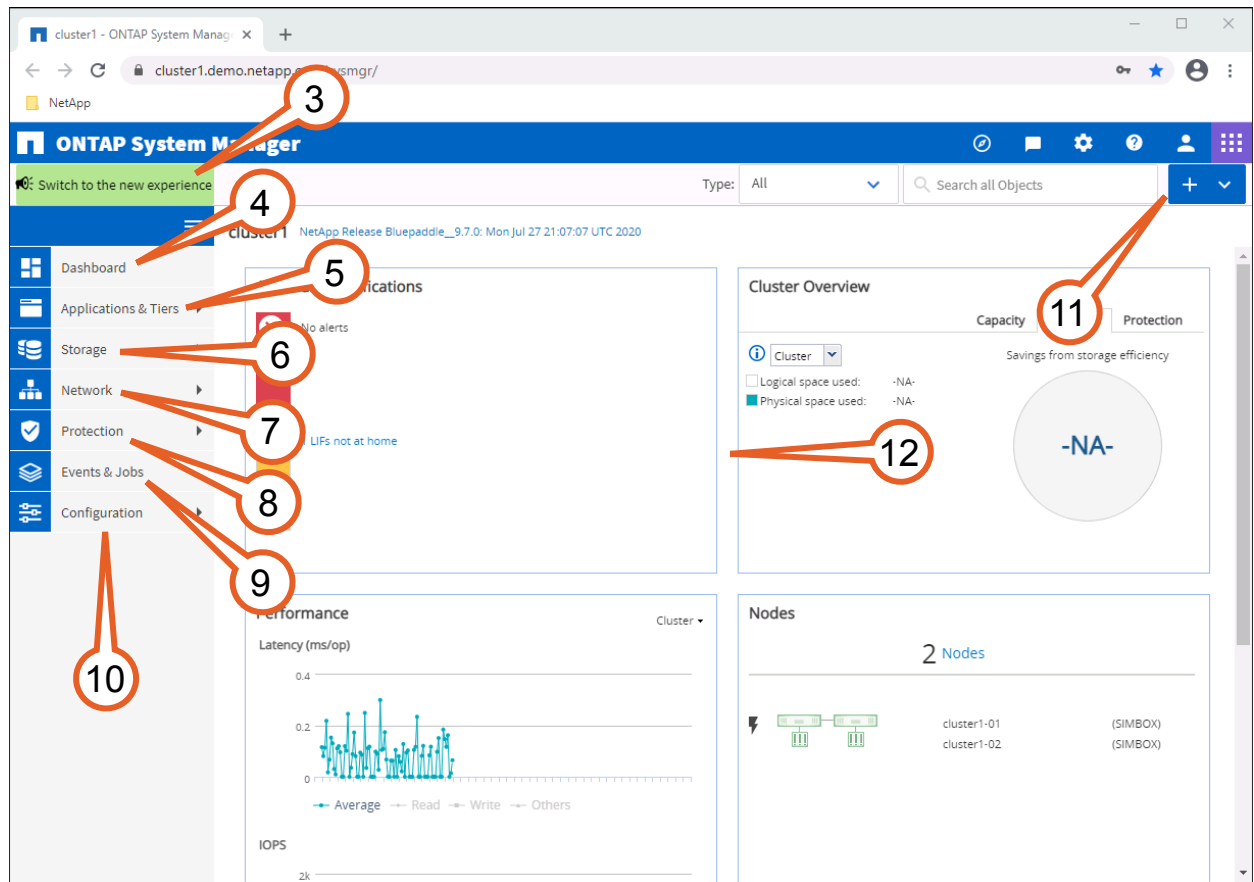 cluster1 - ONTAP System Manag
cluster1.demo.netapp.
smgr/
NetApp
3
ONTAP System M
nager
Switch to the new experience
Type: All
Search all Objects
4
cluster1 NetApp Release Bluepaddle__9.7.0: Mon Jul 27 21:07:07 UTC 2020
Dashboard
5
Applications & Tiers
No alerts
6
Storage
Network
7
LIFs not at home
Protection
8
Events & Jobs
Configuration
9
10
11
Cluster Overview
Capacity
Protection
Cluster
Savings from storage efficiency
Logical space used: -NA-
Physical space used: -NA-
12
-NA-
Performance
Cluster
Latency (ms/op)
0.4
0.2
0
Average Read Write Others
IOPS
2k
Nodes
2 Nodes
cluster1-01 (SIMBOX)
cluster1-02 (SIMBOX)